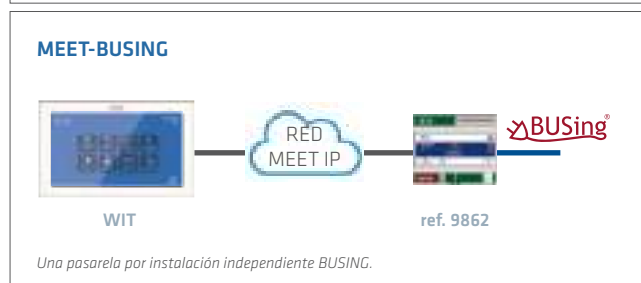 MEET-BUSING
RED
MEET IP
BUSing®
WIT
ref. 9862
Una pasarela por instalación independiente BUSING.